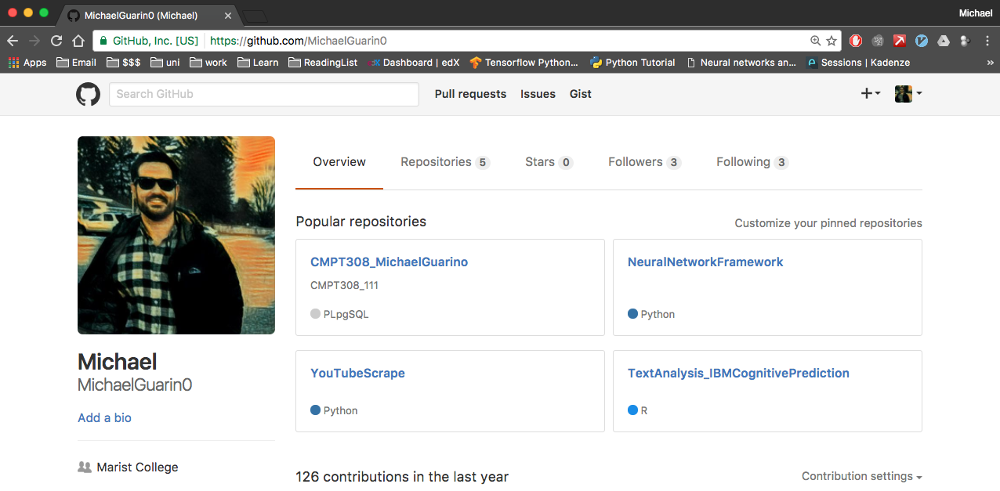 MichaelGuarin0 (Michael)
Michael
GitHub, Inc. [US] https://github.com/MichaelGuarin0
Apps Email $$$ uni work Learn ReadingList Dashboard | edX Tensorflow Python... Python Tutorial Neural networks an... Sessions | Kadenze »
Search GitHub Pull requests Issues Gist
Overview Repositories 5 Stars 0 Followers 3 Following 3
Popular repositories Customize your pinned repositories
CMPT308_MichaelGuarino
CMPT308_111
PLpgSQL
NeuralNetworkFramework
Python
YouTubeScrape
Python
TextAnalysis_IBMCognitivePrediction
R
Michael
MichaelGuarin0
Add a bio
Marist College
126 contributions in the last year Contribution settings